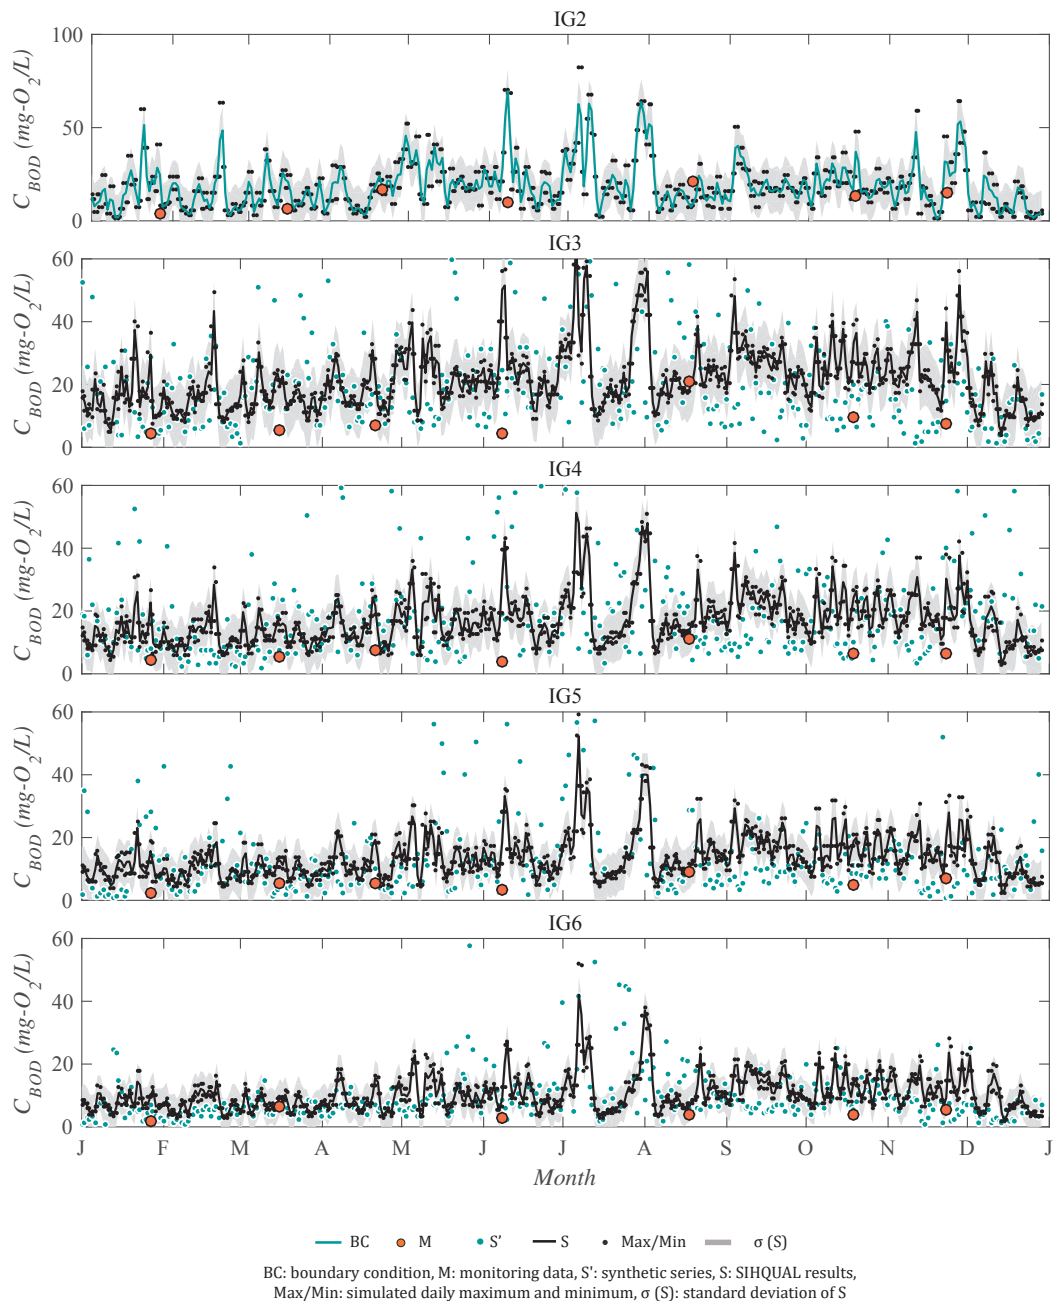 IG2
100
50
0
C_BOD (mg-O_2/L)
IG3
60
40
20
0
C_BOD (mg-O_2/L)
IG4
60
40
20
0
C_BOD (mg-O_2/L)
IG5
60
40
20
0
C_BOD (mg-O_2/L)
IG6
60
40
20
0
C_BOD (mg-O_2/L)
J F M A M J J A S O N D J
Month
BC M S' S Max/Min σ (S)
BC: boundary condition, M: monitoring data, S': synthetic series, S: SIHQUAL results,
Max/Min: simulated daily maximum and minimum, σ (S): standard deviation of S